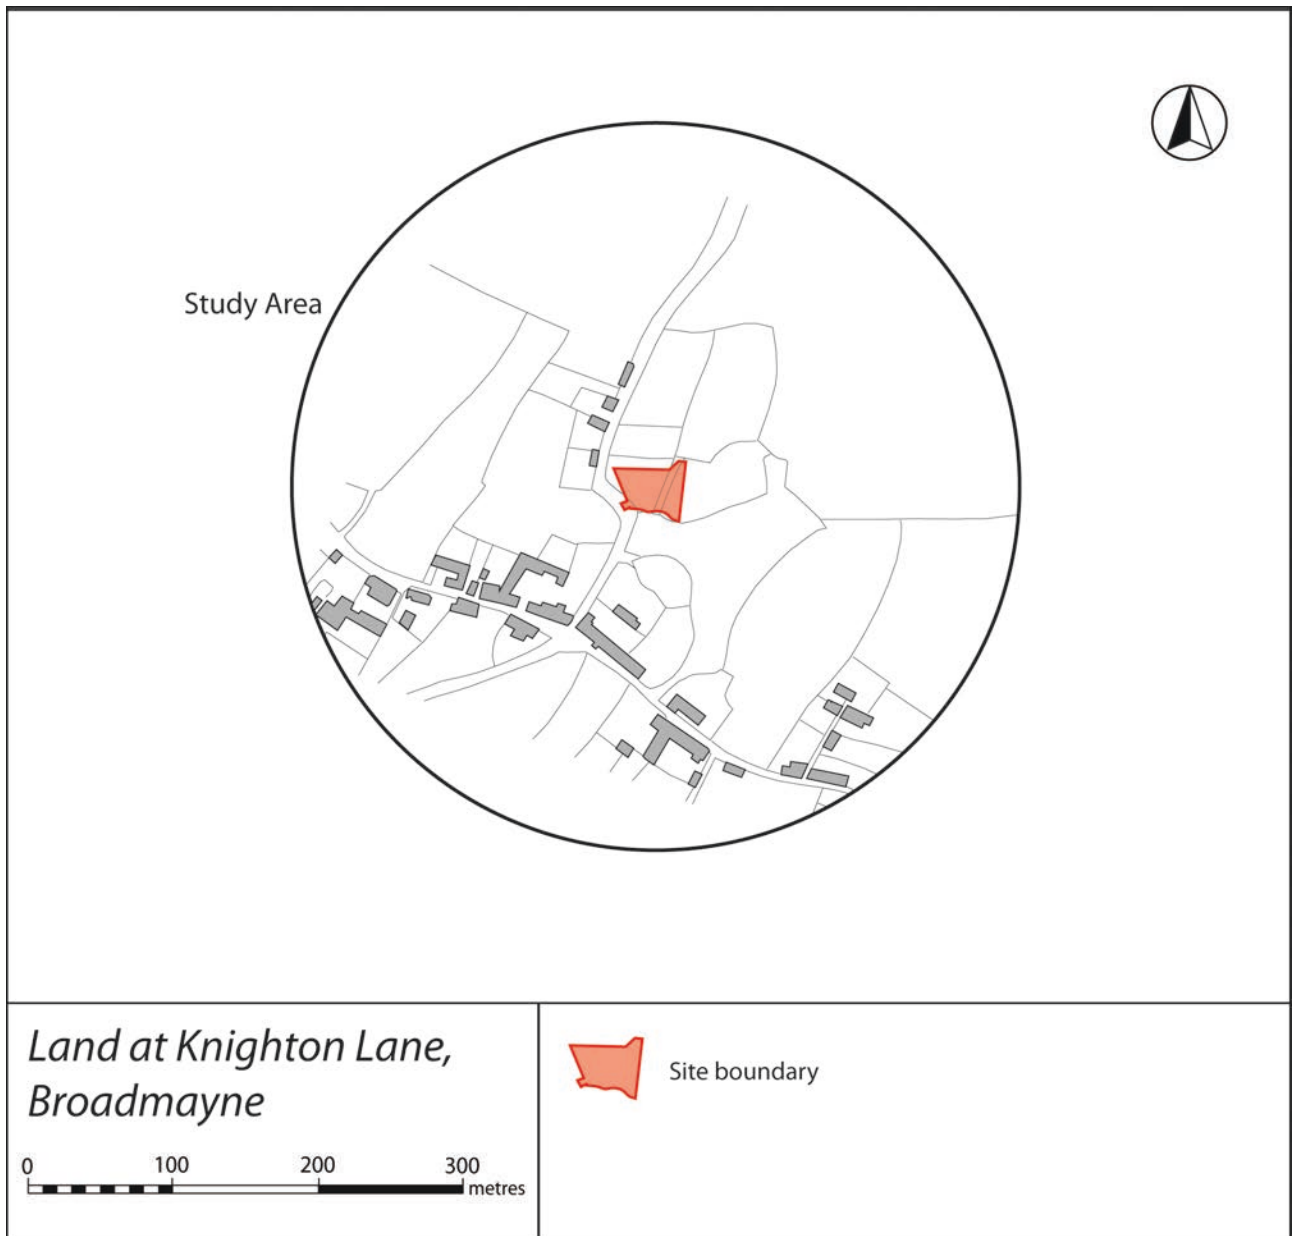 Study Area
Land at Knighton Lane,
Broadmayne
0 100 200 300
metres
Site boundary